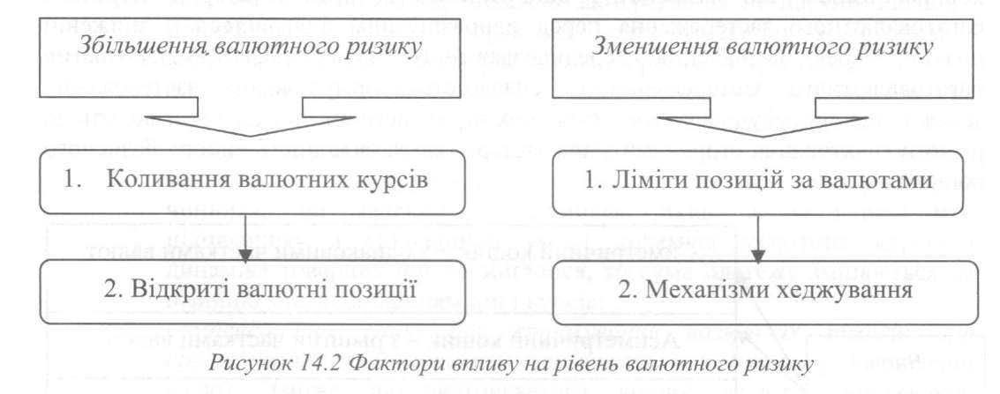 Збільшення валютного ризику
Зменшення валютного ризику
1. Коливання валютних курсів
1. Ліміти позицій за валютами
2. Відкриті валютні позиції
2. Механізми хеджування
Рисунок 14.2 Фактори впливу на рівень валютного ризику